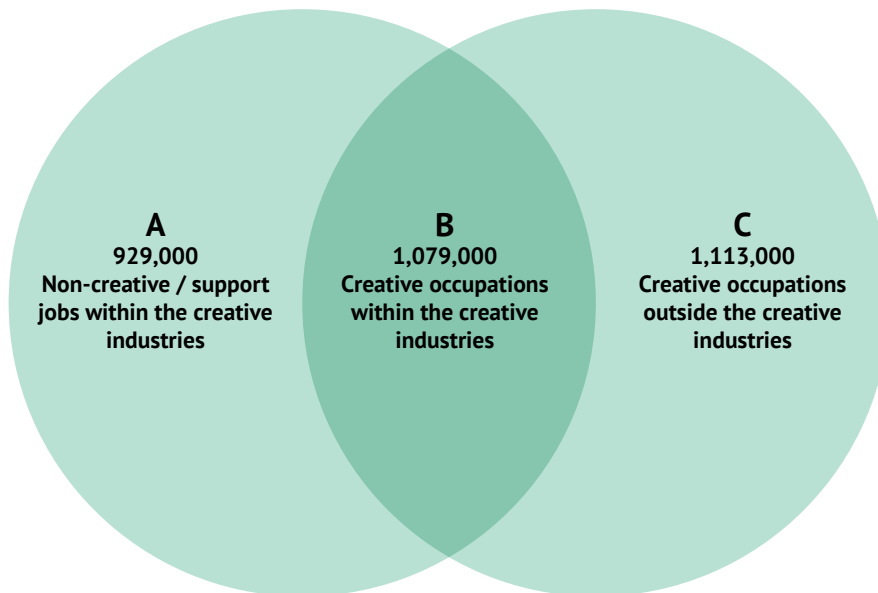 A
929,000
Non-creative / support
jobs within the creative
industries
B
1,079,000
Creative occupations
within the creative
industries
C
1,113,000
Creative occupations
outside the creative
industries